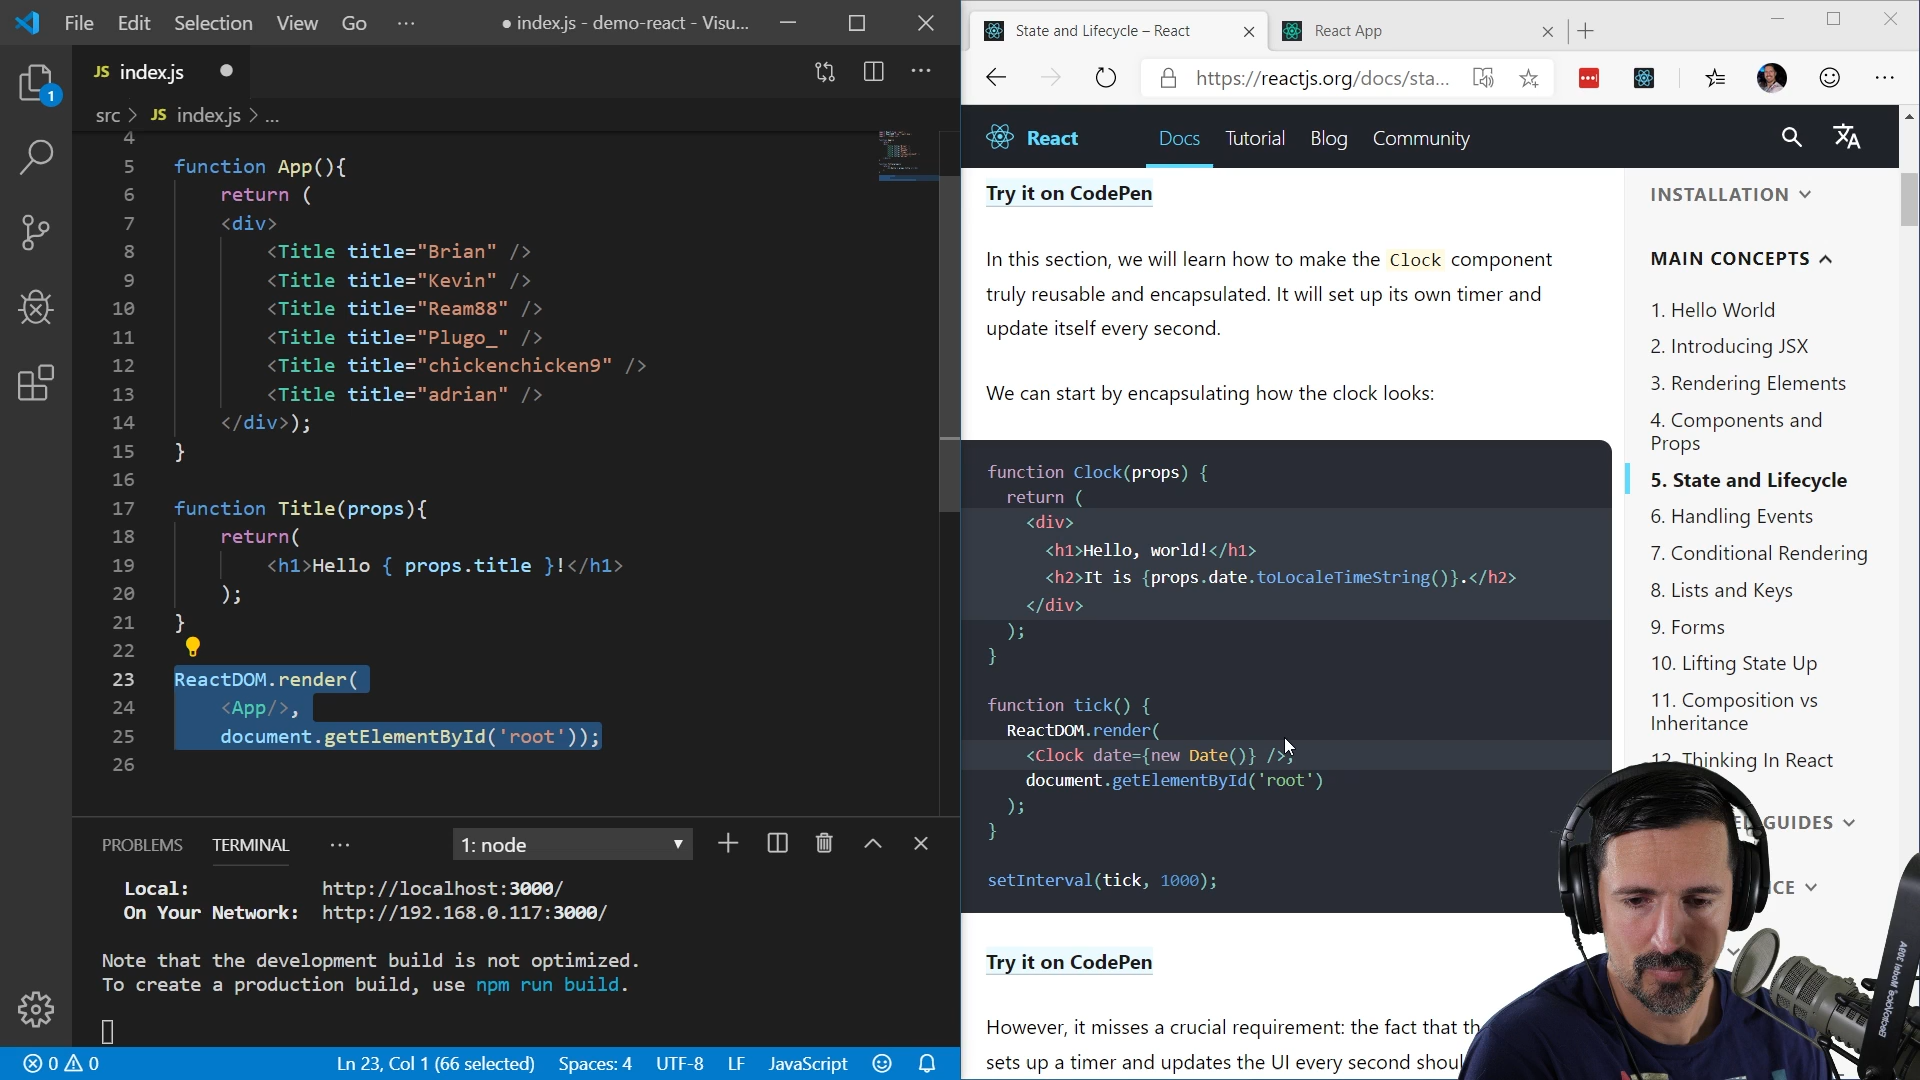 File Edit Selection View Go ··· ● index.js - demo-react - Visu...
JS index.js ●
src > JS index.js > ...
1
4
5 function App(){
6 return (
7 <div>
8 <Title title="Brian" />
9 <Title title="Kevin" />
10 <Title title="Ream88" />
11 <Title title="Plugo_" />
12 <Title title="chickenchicken9" />
13 <Title title="adrian" />
14 </div>);
15 }
16
17 function Title(props){
18 return(
19 <h1>Hello { props.title }!</h1>
20 );
21 }
22
23 ReactDOM.render(
24 <App/>,
25 document.getElementById('root'));
26
PROBLEMS TERMINAL ··· 1: node
Local: http://localhost:3000/
On Your Network: http://192.168.0.117:3000/
Note that the development build is not optimized.
To create a production build, use npm run build.
0 0 Ln 23, Col 1 (66 selected) Spaces: 4 UTF-8 LF JavaScript
State and Lifecycle – React React App
https://reactjs.org/docs/sta...
React Docs Tutorial Blog Community
Try it on CodePen
In this section, we will learn how to make the Clock component
truly reusable and encapsulated. It will set up its own timer and
update itself every second.
We can start by encapsulating how the clock looks:
function Clock(props) {
return (
<div>
<h1>Hello, world!</h1>
<h2>It is {props.date.toLocaleTimeString()}.</h2>
</div>
);
}
function tick() {
ReactDOM.render(
<Clock date={new Date()} />,
document.getElementById('root')
);
}
setInterval(tick, 1000);
Try it on CodePen
However, it misses a crucial requirement: the fact that th
sets up a timer and updates the UI every second shoul
INSTALLATION
MAIN CONCEPTS
1. Hello World
2. Introducing JSX
3. Rendering Elements
4. Components and
Props
5. State and Lifecycle
6. Handling Events
7. Conditional Rendering
8. Lists and Keys
9. Forms
10. Lifting State Up
11. Composition vs
Inheritance
12. Thinking In React
GUIDES
CE